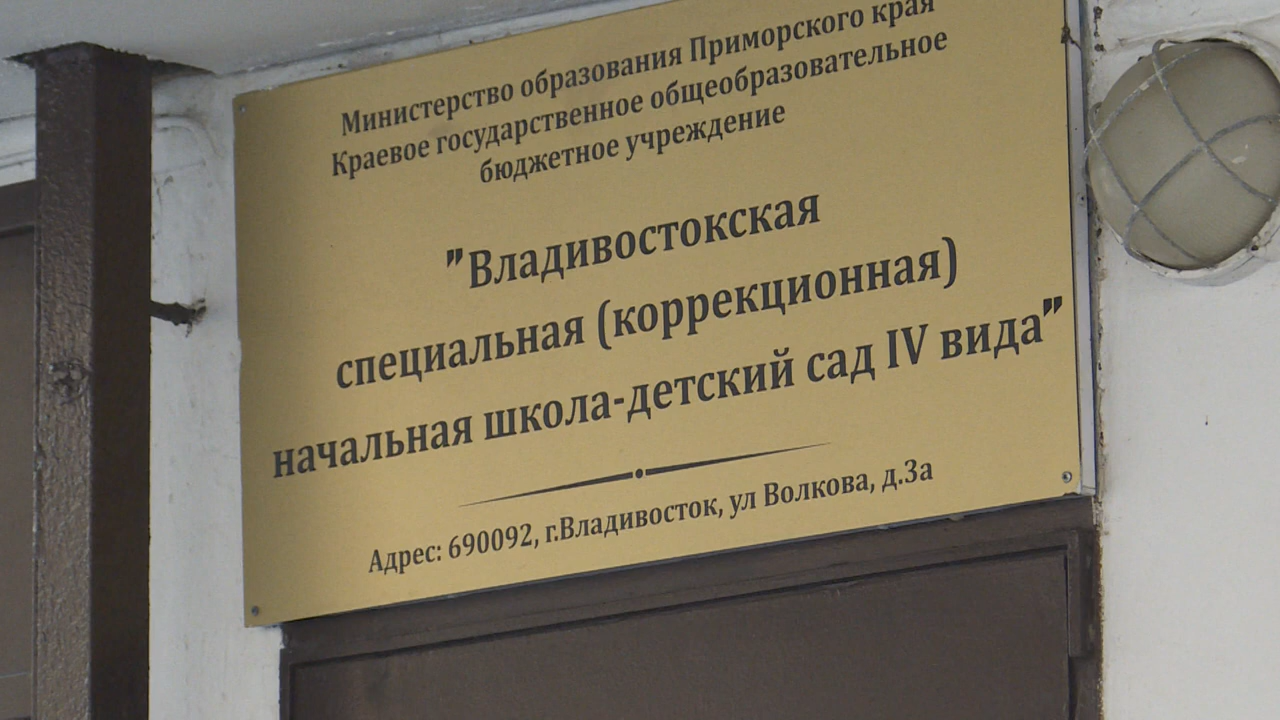 Министерство образования Приморского края
Краевое государственное общеобразовательное
бюджетное учреждение
"Владивостокская
специальная (коррекционная)
начальная школа-детский сад IV вида"
Адрес: 690092, г.Владивосток, ул Волкова, д.3а